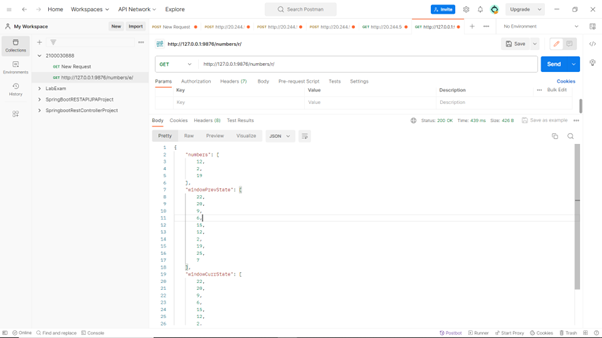 Home Workspaces API Network Explore Search Postman Invite Upgrade
My Workspace New Import POST New Request POST http://20.244. POST http://20.244. POST http://20.244. GET http://20.244. GET http://127.0.0.1: No Environment
Collections
Environments
History
2100030888
GET New Request
GET http://127.0.0.1:9876/numbers/e/
LabExam
SpringBootRESTAPIJPAProject
SpringbootRestControllerProject
http://127.0.0.1:9876/numbers/r/ Save
GET http://127.0.0.1:9876/numbers/r/ Send
Params Authorization Headers (7) Body Pre-request Script Tests Settings Cookies
Key Value Description Bulk Edit
Key Value Description
Body Cookies Headers (8) Test Results Status: 200 OK Time: 439 ms Size: 426 B Save as example
Pretty Raw Preview Visualize JSON
1 {
2 "numbers": [
3 12,
4 2,
5 19
6 ],
7 "windowPrevState": [
8 22,
9 28,
10 9,
11 6,
12 15,
13 12,
14 2,
15 19,
16 25,
17 7
18 ],
19 "windowCurrState": [
20 22,
21 28,
22 9,
23 6,
24 15,
25 12,
26 2,
Online Find and replace Console Postbot Runner Start Proxy Cookies Trash